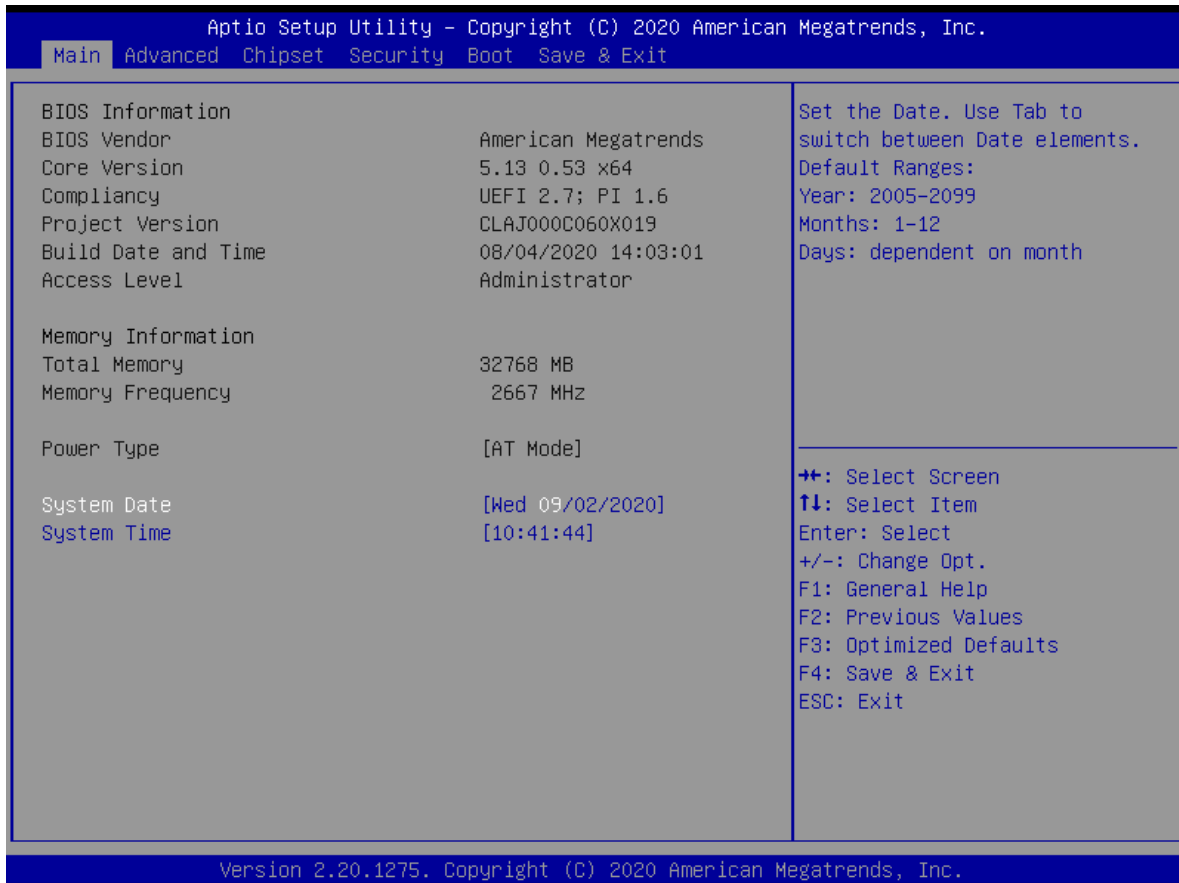 Aptio Setup Utility – Copyright (C) 2020 American Megatrends, Inc.
Main Advanced Chipset Security Boot Save & Exit
BIOS Information
BIOS Vendor American Megatrends
Core Version 5.13 0.53 x64
Compliancy UEFI 2.7; PI 1.6
Project Version CLAJ000C060X019
Build Date and Time 08/04/2020 14:03:01
Access Level Administrator
Memory Information
Total Memory 32768 MB
Memory Frequency 2667 MHz
Power Type [AT Mode]
System Date [Wed 09/02/2020]
System Time [10:41:44]
Set the Date. Use Tab to
switch between Date elements.
Default Ranges:
Year: 2005-2099
Months: 1-12
Days: dependent on month
→←: Select Screen
↑↓: Select Item
Enter: Select
+/-: Change Opt.
F1: General Help
F2: Previous Values
F3: Optimized Defaults
F4: Save & Exit
ESC: Exit
Version 2.20.1275. Copyright (C) 2020 American Megatrends, Inc.